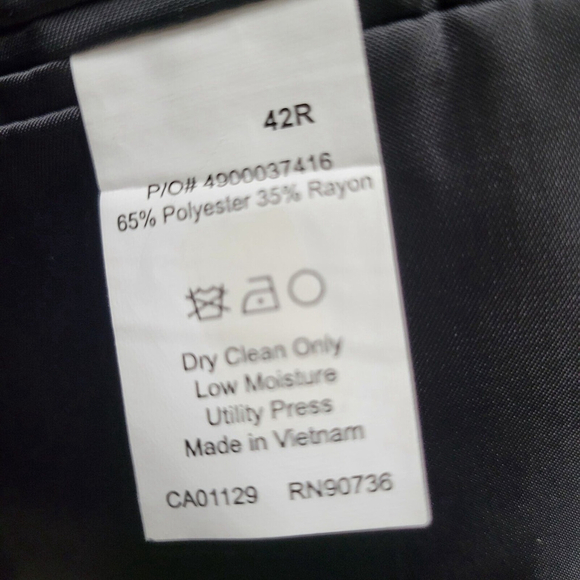 42R
P/O# 4900037416
65% Polyester 35% Rayon
Dry Clean Only
Low Moisture
Utility Press
Made in Vietnam
CA01129 RN90736